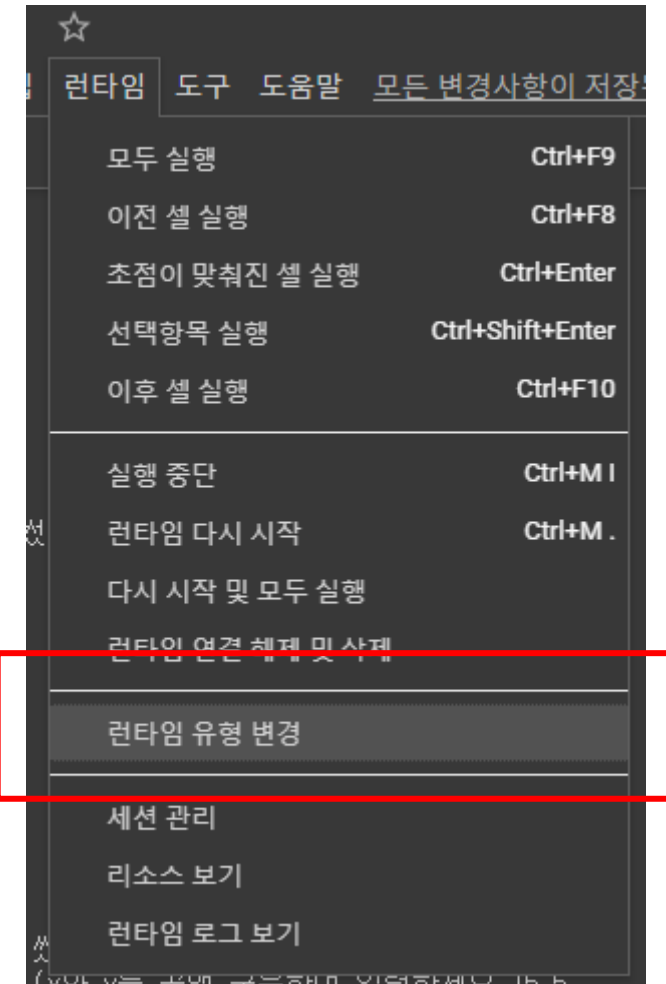 런타임 도구 도움말 모든 변경사항이 저장
모두 실행 Ctrl+F9
이전 셀 실행 Ctrl+F8
초점이 맞춰진 셀 실행 Ctrl+Enter
선택항목 실행 Ctrl+Shift+Enter
이후 셀 실행 Ctrl+F10
실행 중단 Ctrl+M I
런타임 다시 시작 Ctrl+M .
다시 시작 및 모두 실행
런타임 연결 해제 및 삭제
런타임 유형 변경
세션 관리
리소스 보기
런타임 로그 보기